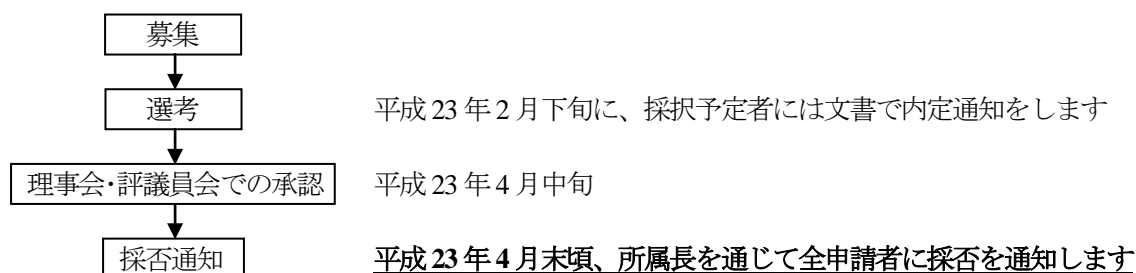 募集
選考 平成23年2月下旬に、採択予定者には文書で内定通知をします
理事会・評議員会での承認 平成23年4月中旬
採否通知 平成23年4月末頃、所属長を通じて全申請者に採否を通知します